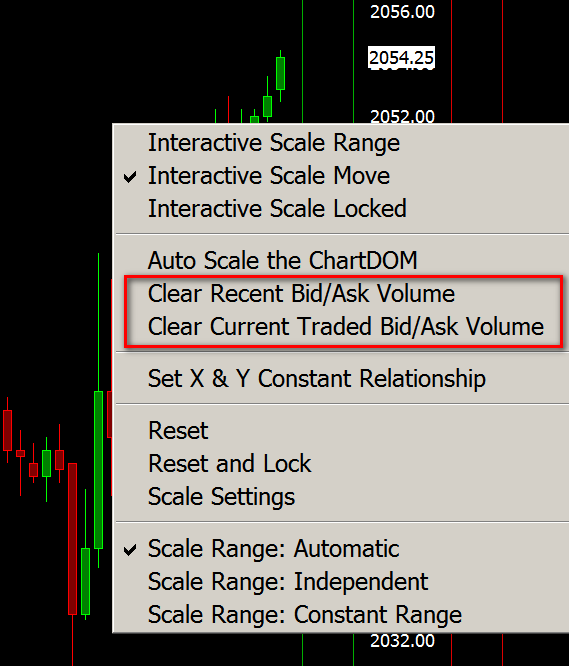 2056.00
2054.25
2052.00
Interactive Scale Range
Interactive Scale Move
Interactive Scale Locked
Auto Scale the ChartDOM
Clear Recent Bid/Ask Volume
Clear Current Traded Bid/Ask Volume
Set X & Y Constant Relationship
Reset
Reset and Lock
Scale Settings
Scale Range: Automatic
Scale Range: Independent
Scale Range: Constant Range
2032.00